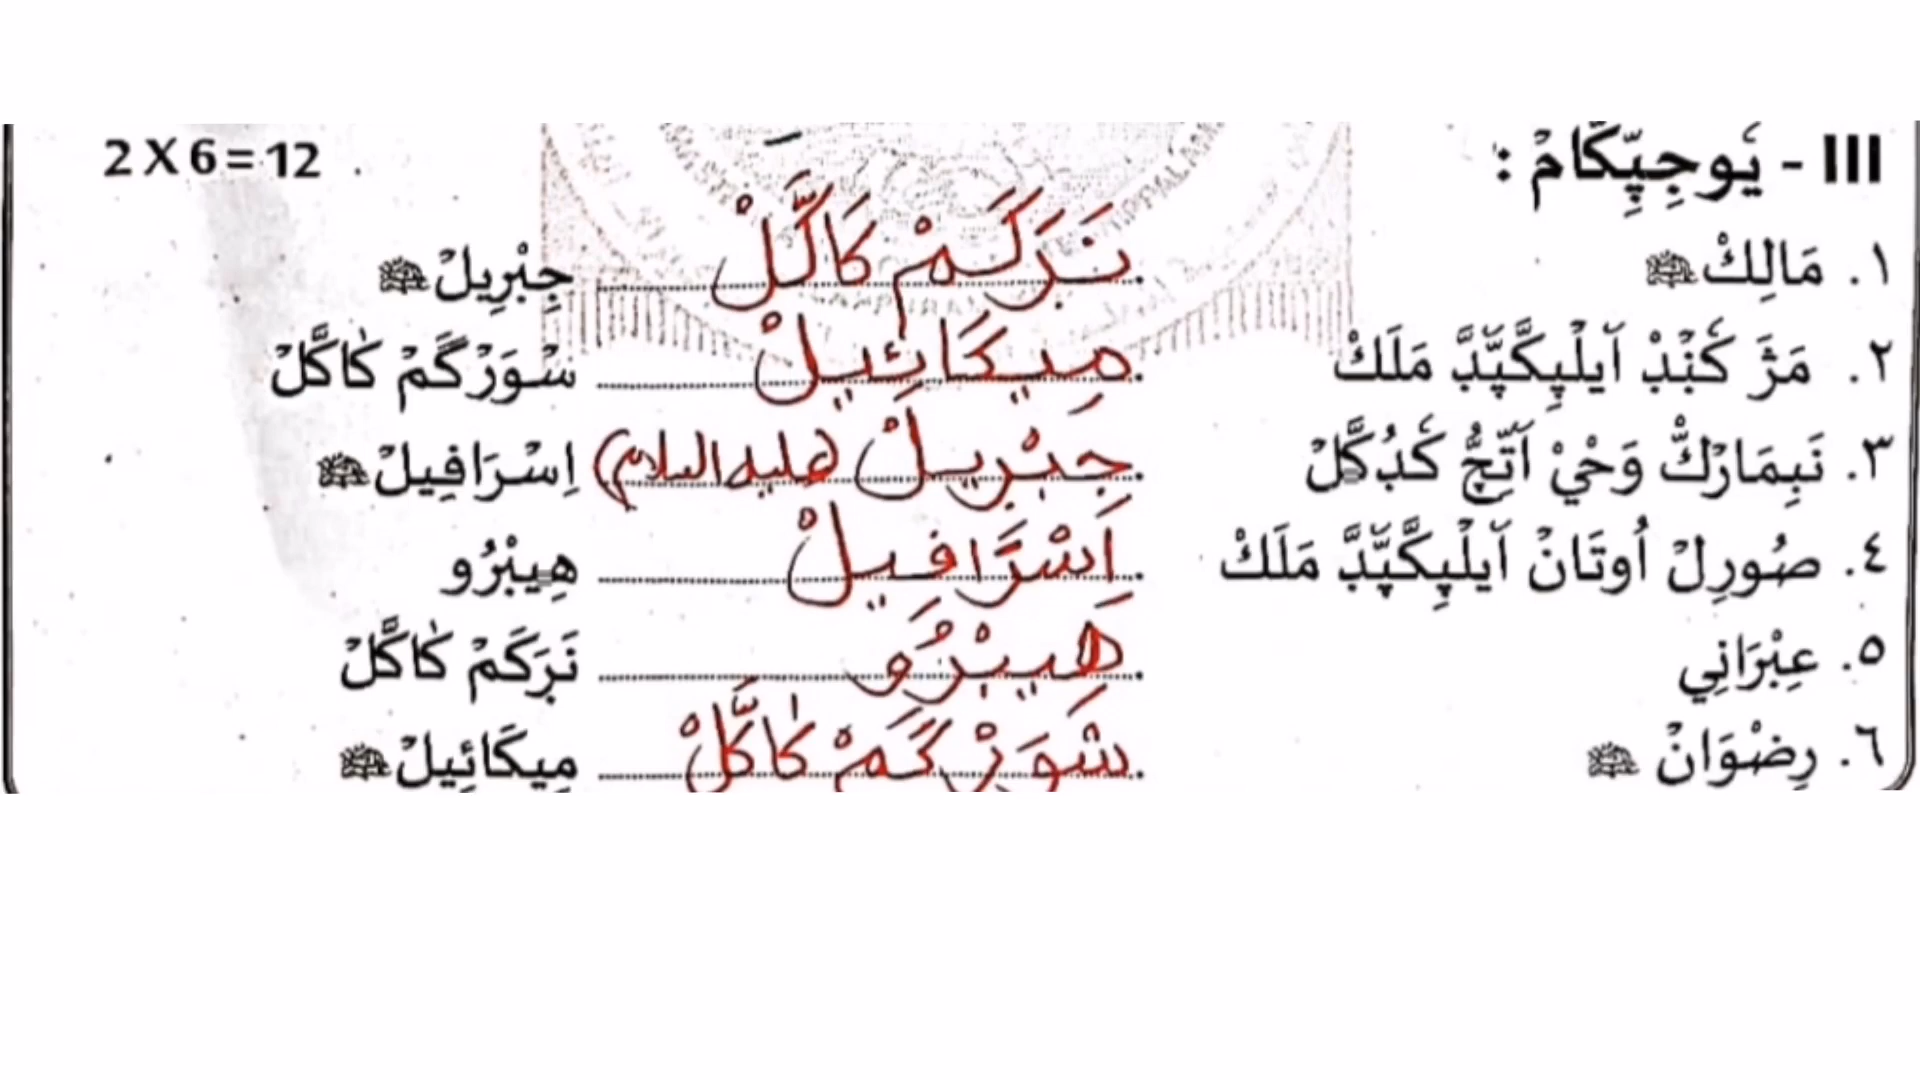 III - يَوجِپِّكَّامْ : 2 X 6 = 12
١. مَالِكْ ﷺ نَرَكَمْ كَاكَّلْ جِبْرِيلْ ﷺ
٢. مَژَ كٗنْڊْ اٜيلْپِكَّپّٜڊَّ مَلَكْ مِيكَائِيلْ سْوَرْگَمْ كٰاكَّلْ
٣. نَبِمَارْكّْ وَحْيْ اٜتِّچُّ كٗڊُكَّلْ جِبْرِيلْ (عليه السلام) اِسْرَافِيلْ ﷺ
٤. صُورِلْ اُوتَانْ اٜيلْپِكَّپّٜڊَّ مَلَكْ اِسْرَافِيلْ هِيبْرُو
٥. عِبْرَانِي هِيبْرُو نَرَكَمْ كٰاكَّلْ
٦. رِضْوَانْ ﷺ سْوَرْگَمْ كٰاكَّلْ مِيكَائِيلْ ﷺ